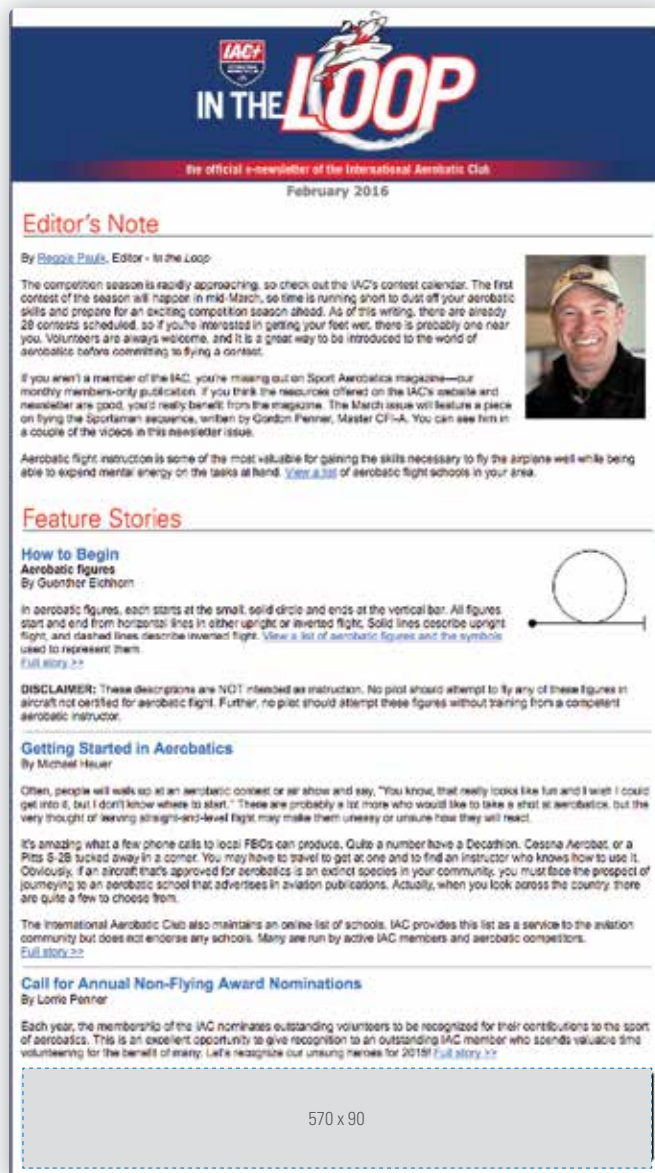 IAC
IN THE LOOP
the official e-newsletter of the International Aerobatic Club
February 2016
Editor's Note
By Reggie Paulk, Editor - In the Loop
The competition season is rapidly approaching, so check out the IAC's contest calendar. The first
contest of the season will happen in mid-March, so time is running short to dust off your aerobatic
skills and prepare for an exciting competition season ahead. As of this writing, there are already
28 contests scheduled, so if you're interested in getting your feet wet, there is probably one near
you. Volunteers are always welcome, and it is a great way to be introduced to the world of
aerobatics before committing to flying a contest.
If you aren't a member of the IAC, you're missing out on Sport Aerobatics magazine—our
monthly members-only publication. If you think the resources offered on the IAC's website and
newsletter are good, you'd really benefit from the magazine. The March issue will feature a piece
on flying the Sportsman sequence, written by Gordon Penner, Master CFI-A. You can see him in
a couple of the videos in this newsletter issue.
Aerobatic flight instruction is some of the most valuable for gaining the skills necessary to fly the airplane well while being
able to expend mental energy on the tasks at hand. View a list of aerobatic flight schools in your area.
Feature Stories
How to Begin
Aerobatic figures
By Guenther Eichhorn
In aerobatic figures, each starts at the small, solid circle and ends at the vertical bar. All figures
start and end from horizontal lines in either upright or inverted flight. Solid lines describe upright
flight, and dashed lines describe inverted flight. View a list of aerobatic figures and the symbols
used to represent them.
Full story >>
DISCLAIMER: These descriptions are NOT intended as instruction. No pilot should attempt to fly any of these figures in
aircraft not certified for aerobatic flight. Further, no pilot should attempt these figures without training from a competent
aerobatic instructor.
Getting Started in Aerobatics
By Michael Heuer
Often, people will walk up at an aerobatic contest or air show and say, "You know, that really looks like fun and I wish I could
get into it, but I don't know where to start." There are probably a lot more who would like to take a shot at aerobatics, but the
very thought of leaving straight-and-level flight may make them uneasy or unsure how they will react.
It's amazing what a few phone calls to local FBOs can produce. Quite a number have a Decathlon, Cessna Aerobat, or a
Pitts S-2B tucked away in a corner. You may have to travel to get at one and to find an instructor who knows how to use it.
Obviously, if an aircraft that's approved for aerobatics is an extinct species in your community, you must face the prospect of
journeying to an aerobatic school that advertises in aviation publications. Actually, when you look across the country, there
are quite a few to choose from.
The International Aerobatic Club also maintains an online list of schools. IAC provides this list as a service to the aviation
community but does not endorse any schools. Many are run by active IAC members and aerobatic competitors.
Full story >>
Call for Annual Non-Flying Award Nominations
By Lorrie Penner
Each year, the membership of the IAC nominates outstanding volunteers to be recognized for their contributions to the sport
of aerobatics. This is an excellent opportunity to give recognition to an outstanding IAC member who spends valuable time
volunteering for the benefit of many. Let's recognize our unsung heroes for 2015! Full story >>
570 x 90